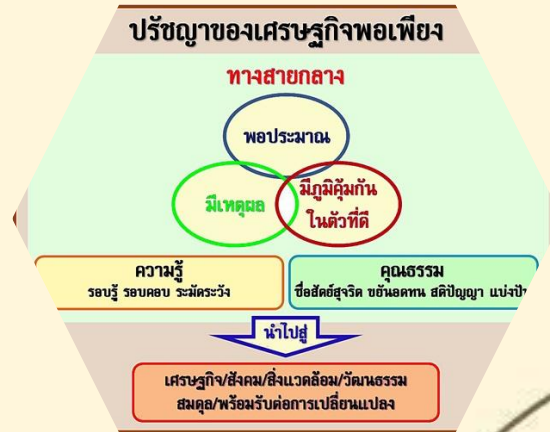 ปรัชญาของเศรษฐกิจพอเพียง
ทางสายกลาง
พอประมาณ
มีเหตุผล
มีภูมิคุ้มกัน
ในตัวที่ดี
ความรู้
รอบรู้ รอบคอบ ระมัดระวัง
คุณธรรม
ซื่อสัตย์สุจริต ขยันอดทน สติปัญญา
นำไปสู่
เศรษฐกิจ/สังคม/สิ่งแวดล้อม/วัฒนธรรม
สมดุล/พร้อมรับต่อการเปลี่ยนแปลง